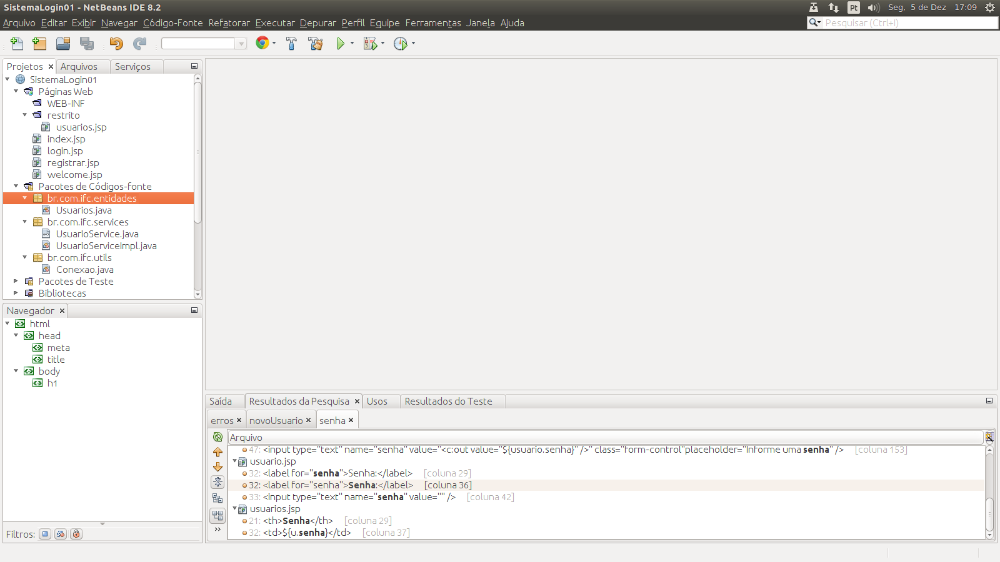 SistemaLogin01 - NetBeans IDE 8.2
Pt
Seg, 5 de Dez 17:09
Arquivo Editar Exibir Navegar Código-Fonte Refatorar Executar Depurar Perfil Equipe Ferramentas Janela Ajuda
Pesquisar (Ctrl+I)
Projetos Arquivos Serviços
SistemaLogin01
Páginas Web
WEB-INF
restrito
usuarios.jsp
index.jsp
login.jsp
registrar.jsp
welcome.jsp
Pacotes de Códigos-fonte
br.com.ifc.entidades
Usuarios.java
br.com.ifc.services
UsuarioService.java
UsuarioServiceImpl.java
br.com.ifc.utils
Conexao.java
Pacotes de Teste
Bibliotecas
Navegador
html
head
meta
title
body
h1
Filtros:
Saída Resultados da Pesquisa Usos Resultados do Teste
erros novoUsuario senha
Arquivo
47: <input type="text" name="senha" value="<c:out value="${usuario.senha}" />" class="form-control"placeholder="Informe uma senha" /> [coluna 153]
usuario.jsp
32: <label for="senha">Senha:</label> [coluna 29]
32: <label for="senha">Senha:</label> [coluna 36]
33: <input type="text" name="senha" value="" /> [coluna 42]
usuarios.jsp
21: <th>Senha</th> [coluna 29]
32: <td>${u.senha}</td> [coluna 37]